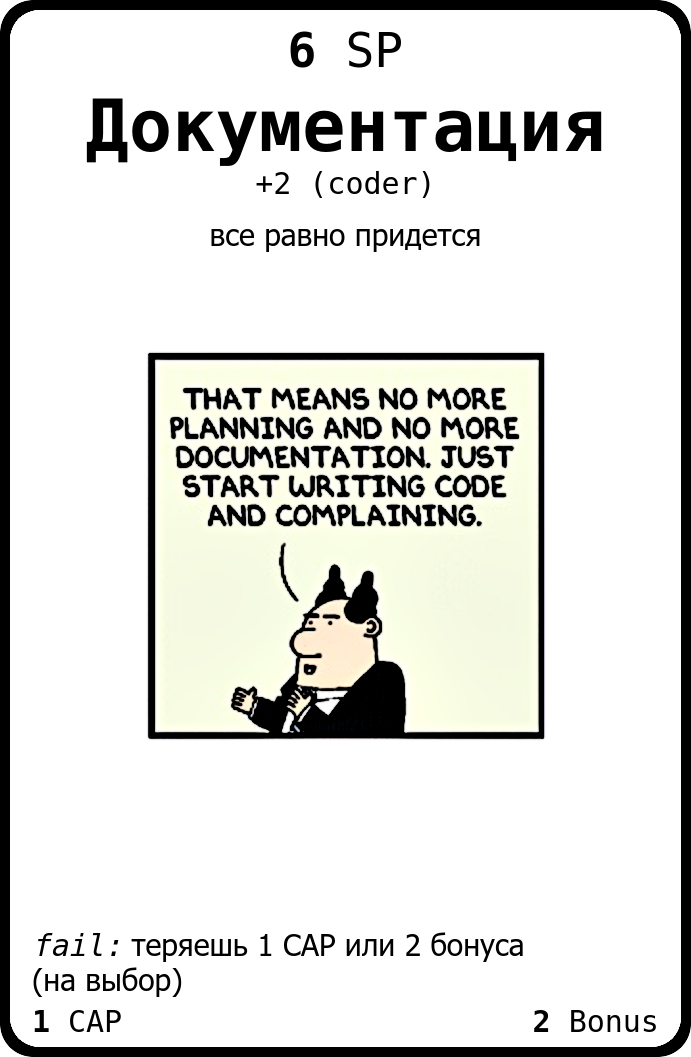 6 SP
Документация
+2 (coder)
все равно придется
THAT MEANS NO MORE
PLANNING AND NO MORE
DOCUMENTATION. JUST
START WRITING CODE
AND COMPLAINING.
fail: теряешь 1 CAP или 2 бонуса
(на выбор)
1 CAP
2 Bonus